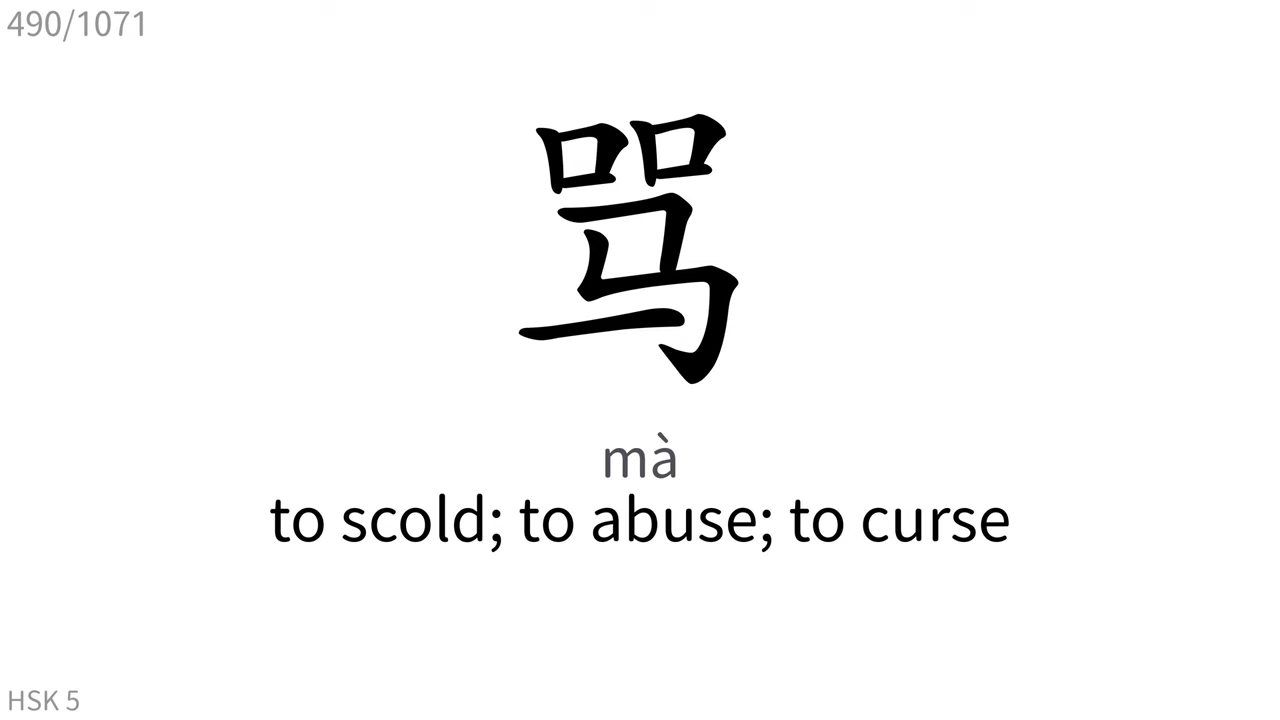 490/1071
骂
mà
to scold; to abuse; to curse
HSK 5